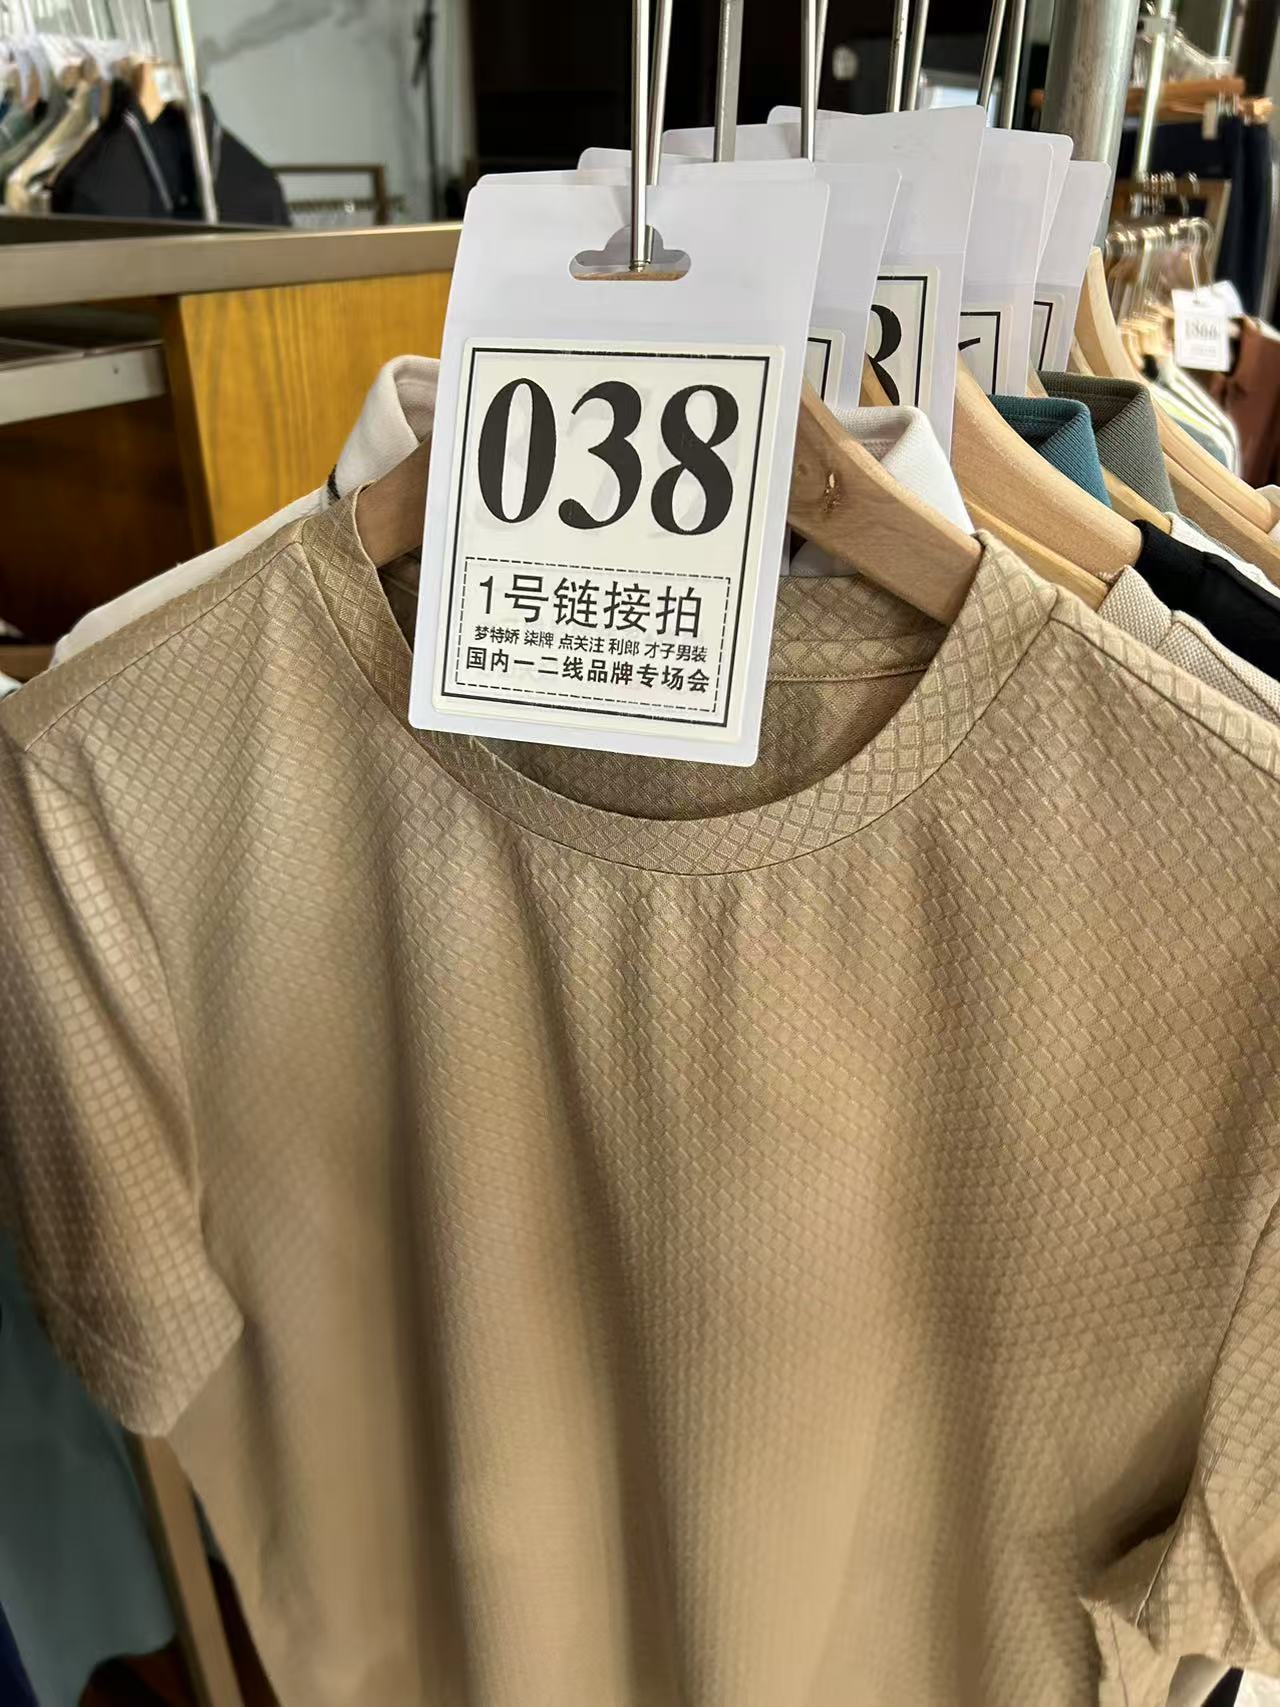 038
1号链接拍
梦特娇 柒牌 点关注 利郎 才子男装
国内一二线品牌专场会